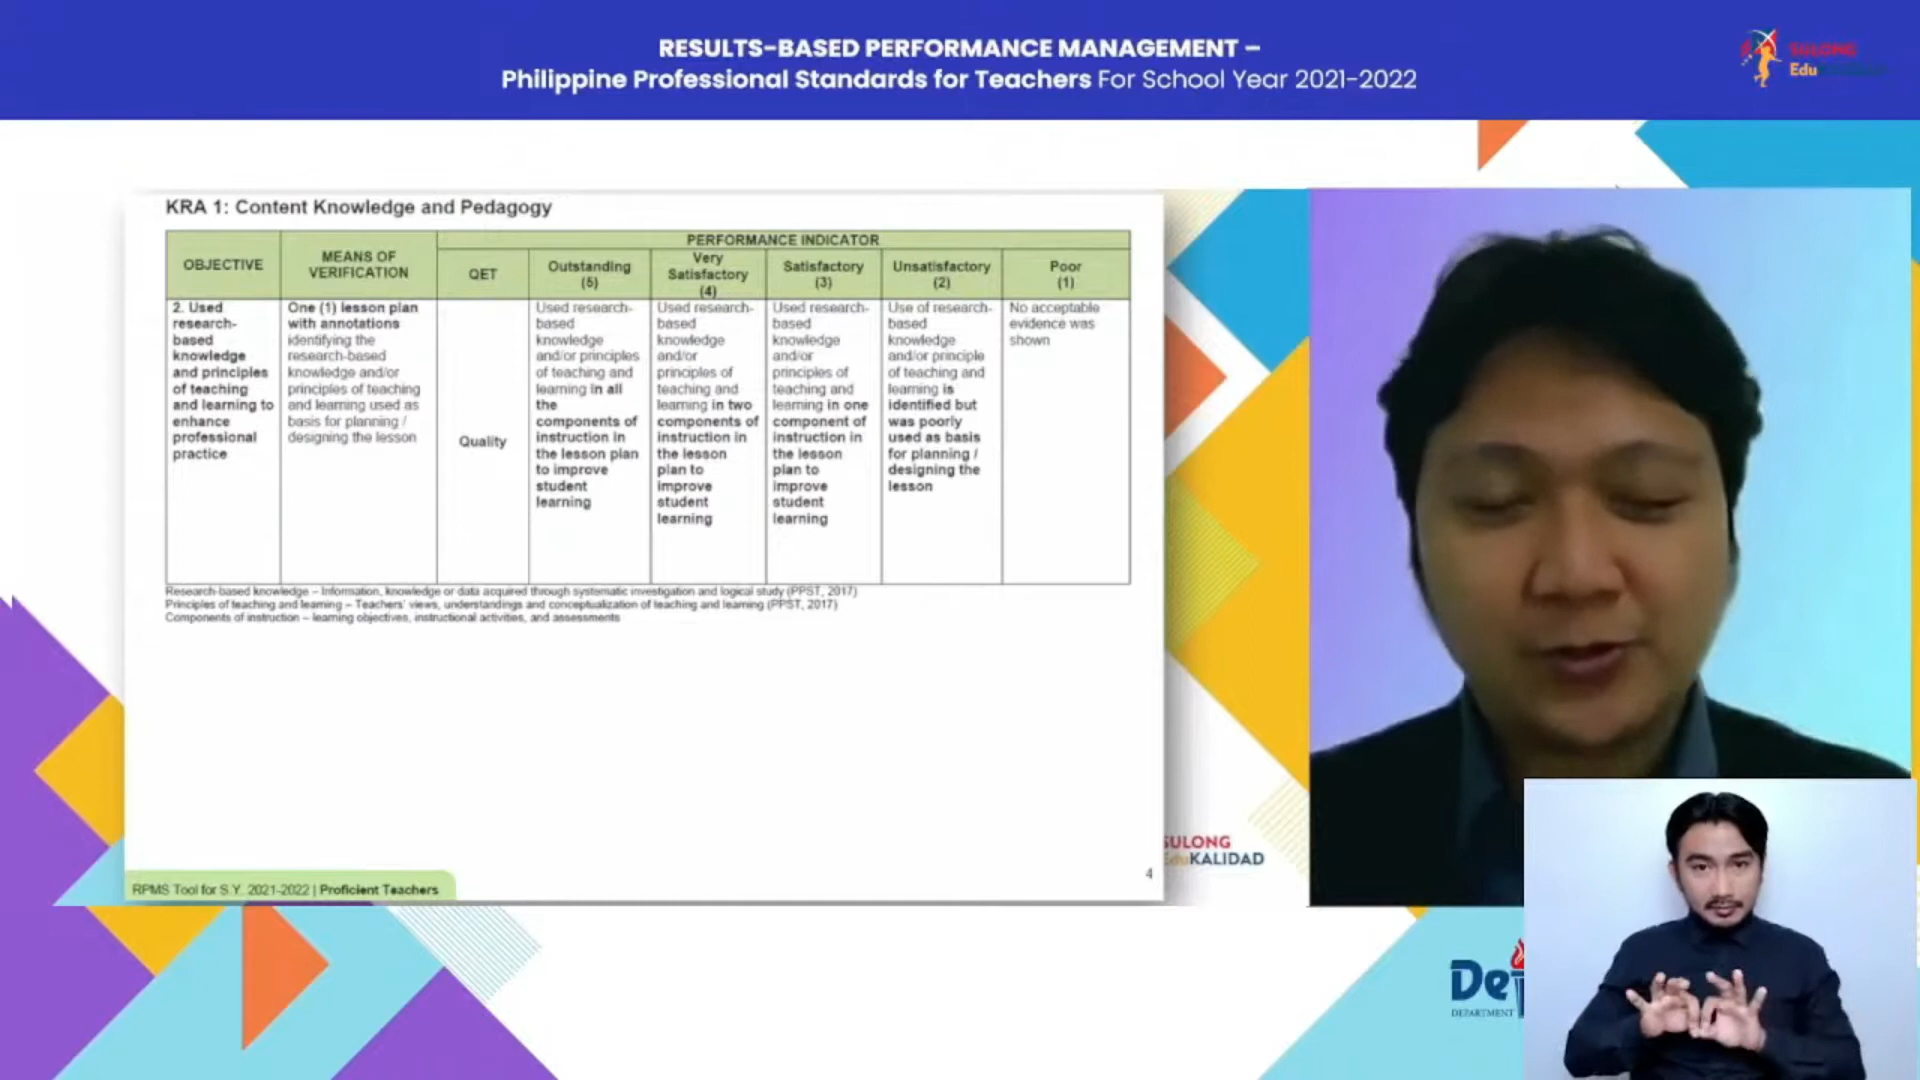 RESULTS-BASED PERFORMANCE MANAGEMENT –
Philippine Professional Standards for Teachers For School Year 2021-2022
SULONG
Edu
KRA 1: Content Knowledge and Pedagogy
OBJECTIVE
MEANS OF
VERIFICATION
PERFORMANCE INDICATOR
QET
Outstanding
(5)
Very
Satisfactory
(4)
Satisfactory
(3)
Unsatisfactory
(2)
Poor
(1)
2. Used
research-
based
knowledge
and principles
of teaching
and learning to
enhance
professional
practice
One (1) lesson plan
with annotations
identifying the
research-based
knowledge and/or
principles of teaching
and learning used as
basis for planning /
designing the lesson
Quality
Used research-
based
knowledge
and/or principles
of teaching and
learning in all
the
components of
instruction in
the lesson plan
to improve
student
learning
Used research-
based
knowledge
and/or
principles of
teaching and
learning in two
components of
instruction in
the lesson
plan to
improve
student
learning
Used research-
based
knowledge
and/or
principles of
teaching and
learning in one
component of
instruction in
the lesson
plan to
improve
student
learning
Use of research-
based
knowledge
and/or principle
of teaching and
learning is
identified but
was poorly
used as basis
for planning /
designing the
lesson
No acceptable
evidence was
shown
Research-based knowledge – Information, knowledge or data acquired through systematic investigation and logical study (PPST, 2017)
Principles of teaching and learning – Teachers' views, understandings and conceptualization of teaching and learning (PPST, 2017)
Components of instruction – learning objectives, instructional activities, and assessments
SULONG
EduKALIDAD
4
RPMS Tool for S.Y. 2021-2022 | Proficient Teachers
De
DEPARTMENT